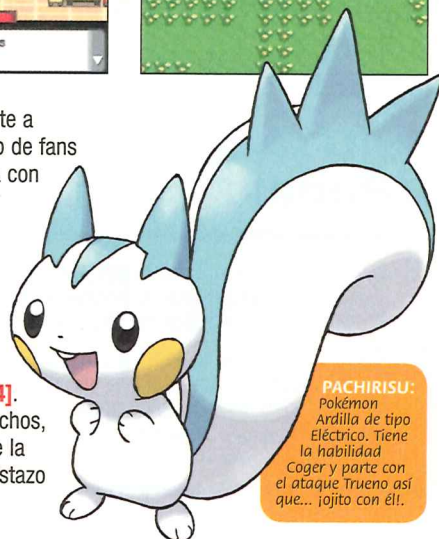 te a
o de fans
con
4].
chos,
e la
stazo
PACHIRISU:
Pokémon
Ardilla de tipo
Eléctrico. Tiene
la habilidad
Coger y parte con
el ataque Trueno así
que... ¡ojito con él!.